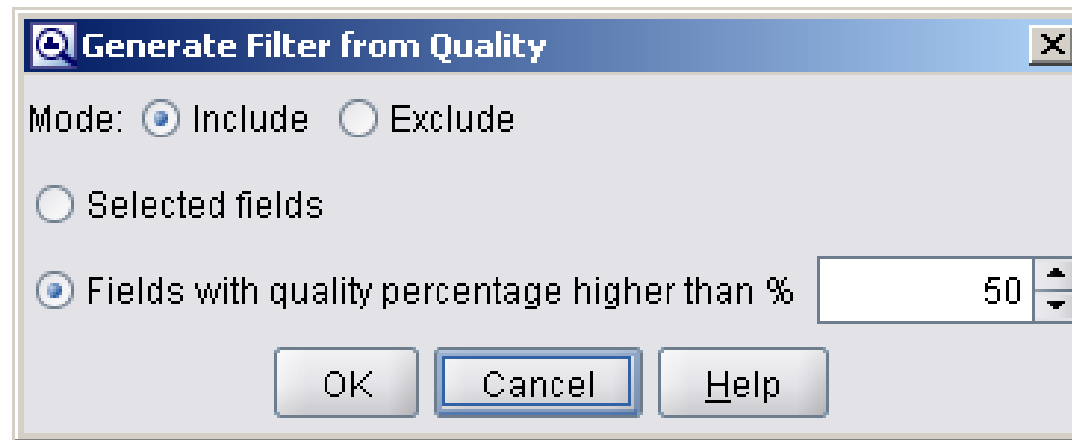 Generate Filter from Quality
Mode: Include Exclude
Selected fields
Fields with quality percentage higher than % 50
OK Cancel Help